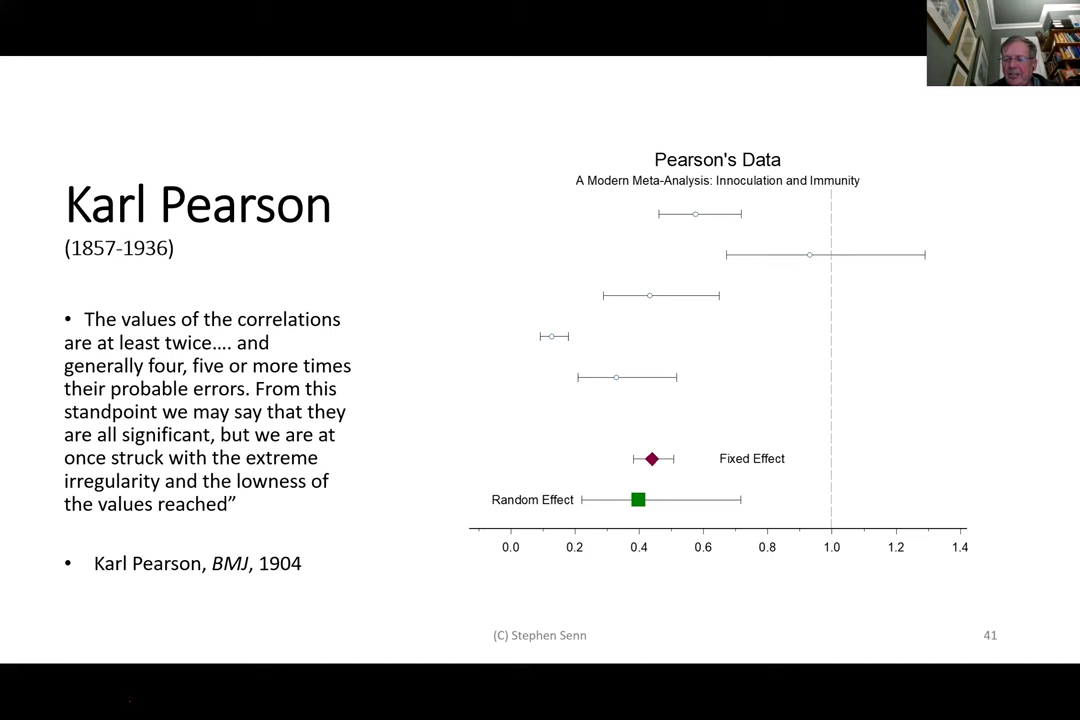 Karl Pearson
(1857-1936)
• The values of the correlations
are at least twice.... and
generally four, five or more times
their probable errors. From this
standpoint we may say that they
are all significant, but we are at
once struck with the extreme
irregularity and the lowness of
the values reached”
• Karl Pearson, BMJ, 1904
Pearson's Data
A Modern Meta-Analysis: Innoculation and Immunity
Fixed Effect
Random Effect
0.0 0.2 0.4 0.6 0.8 1.0 1.2 1.4
(C) Stephen Senn
41